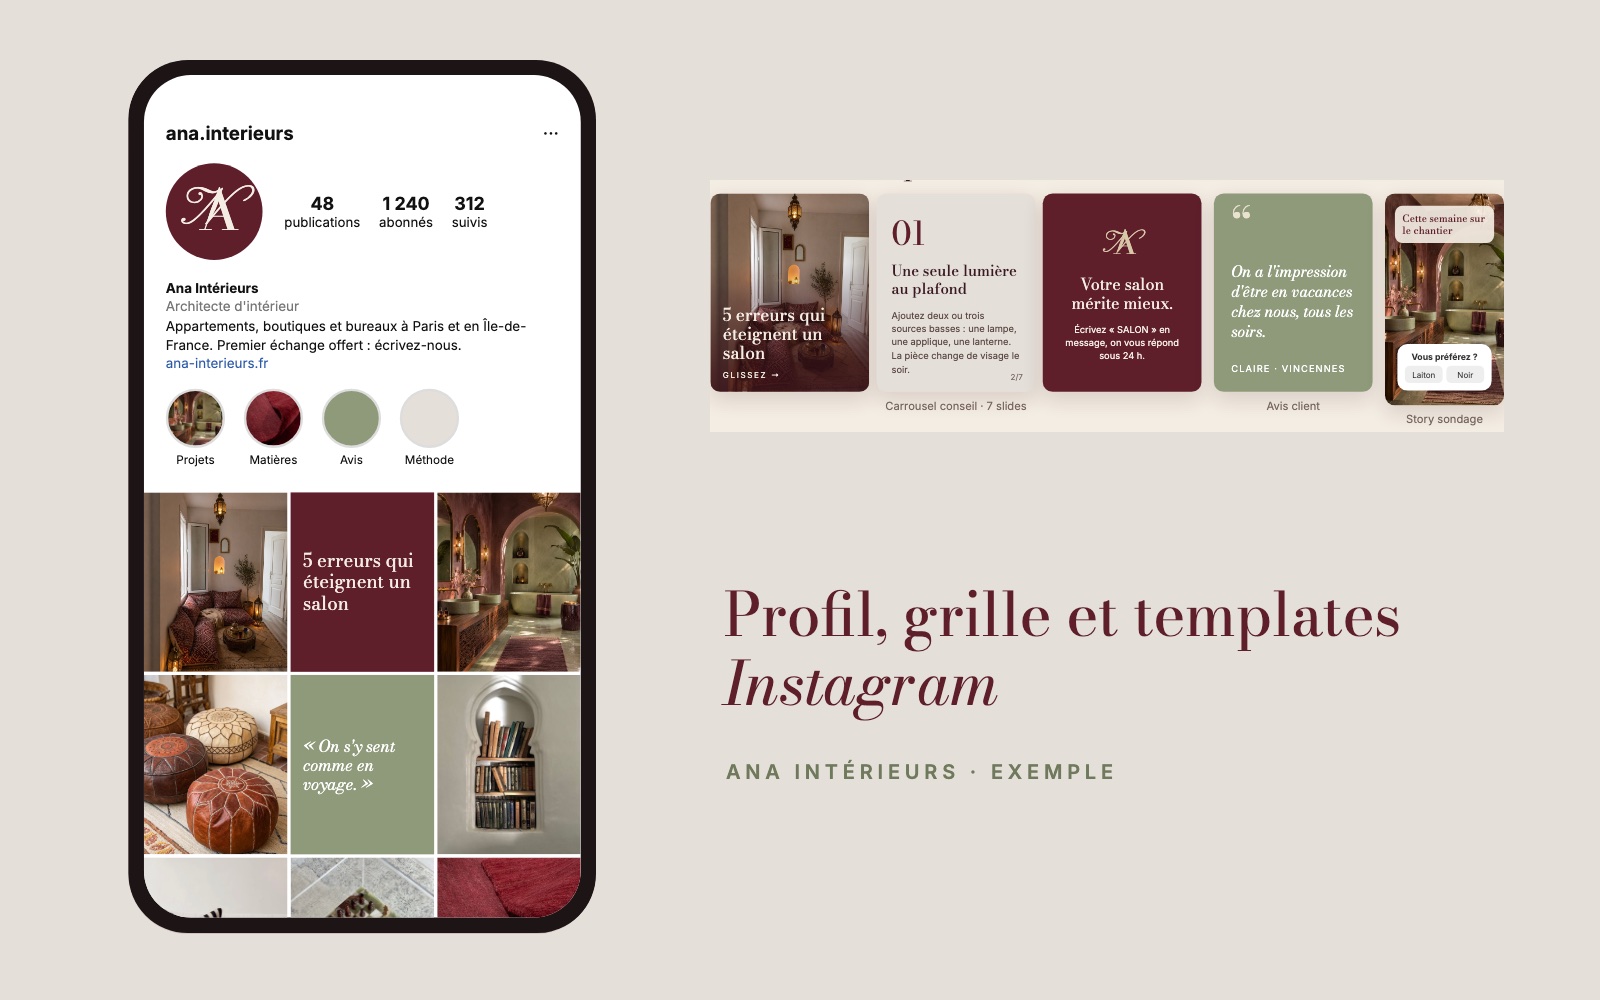 ana.interieurs
...
48
publications
1 240
abonnés
312
suivis
Ana Intérieurs
Architecte d'intérieur
Appartements, boutiques et bureaux à Paris et en Île-de-
France. Premier échange offert : écrivez-nous.
ana-interieurs.fr
Projets
Matières
Avis
Méthode
5 erreurs qui
éteignent un
salon
« On s'y sent
comme en
voyage. »
5 erreurs qui
éteignent un
salon
GLISSEZ →
01
Une seule lumière
au plafond
Ajoutez deux ou trois
sources basses : une lampe,
une applique, une lanterne.
La pièce change de visage le
soir.
2/7
Votre salon
mérite mieux.
Écrivez « SALON » en
message, on vous répond
sous 24 h.
Carrousel conseil · 7 slides
“
On a l'impression
d'être en vacances
chez nous, tous les
soirs.
CLAIRE · VINCENNES
Avis client
Cette semaine sur
le chantier
Vous préférez ?
Laiton
Noir
Story sondage
Profil, grille et templates
Instagram
ANA INTÉRIEURS · EXEMPLE